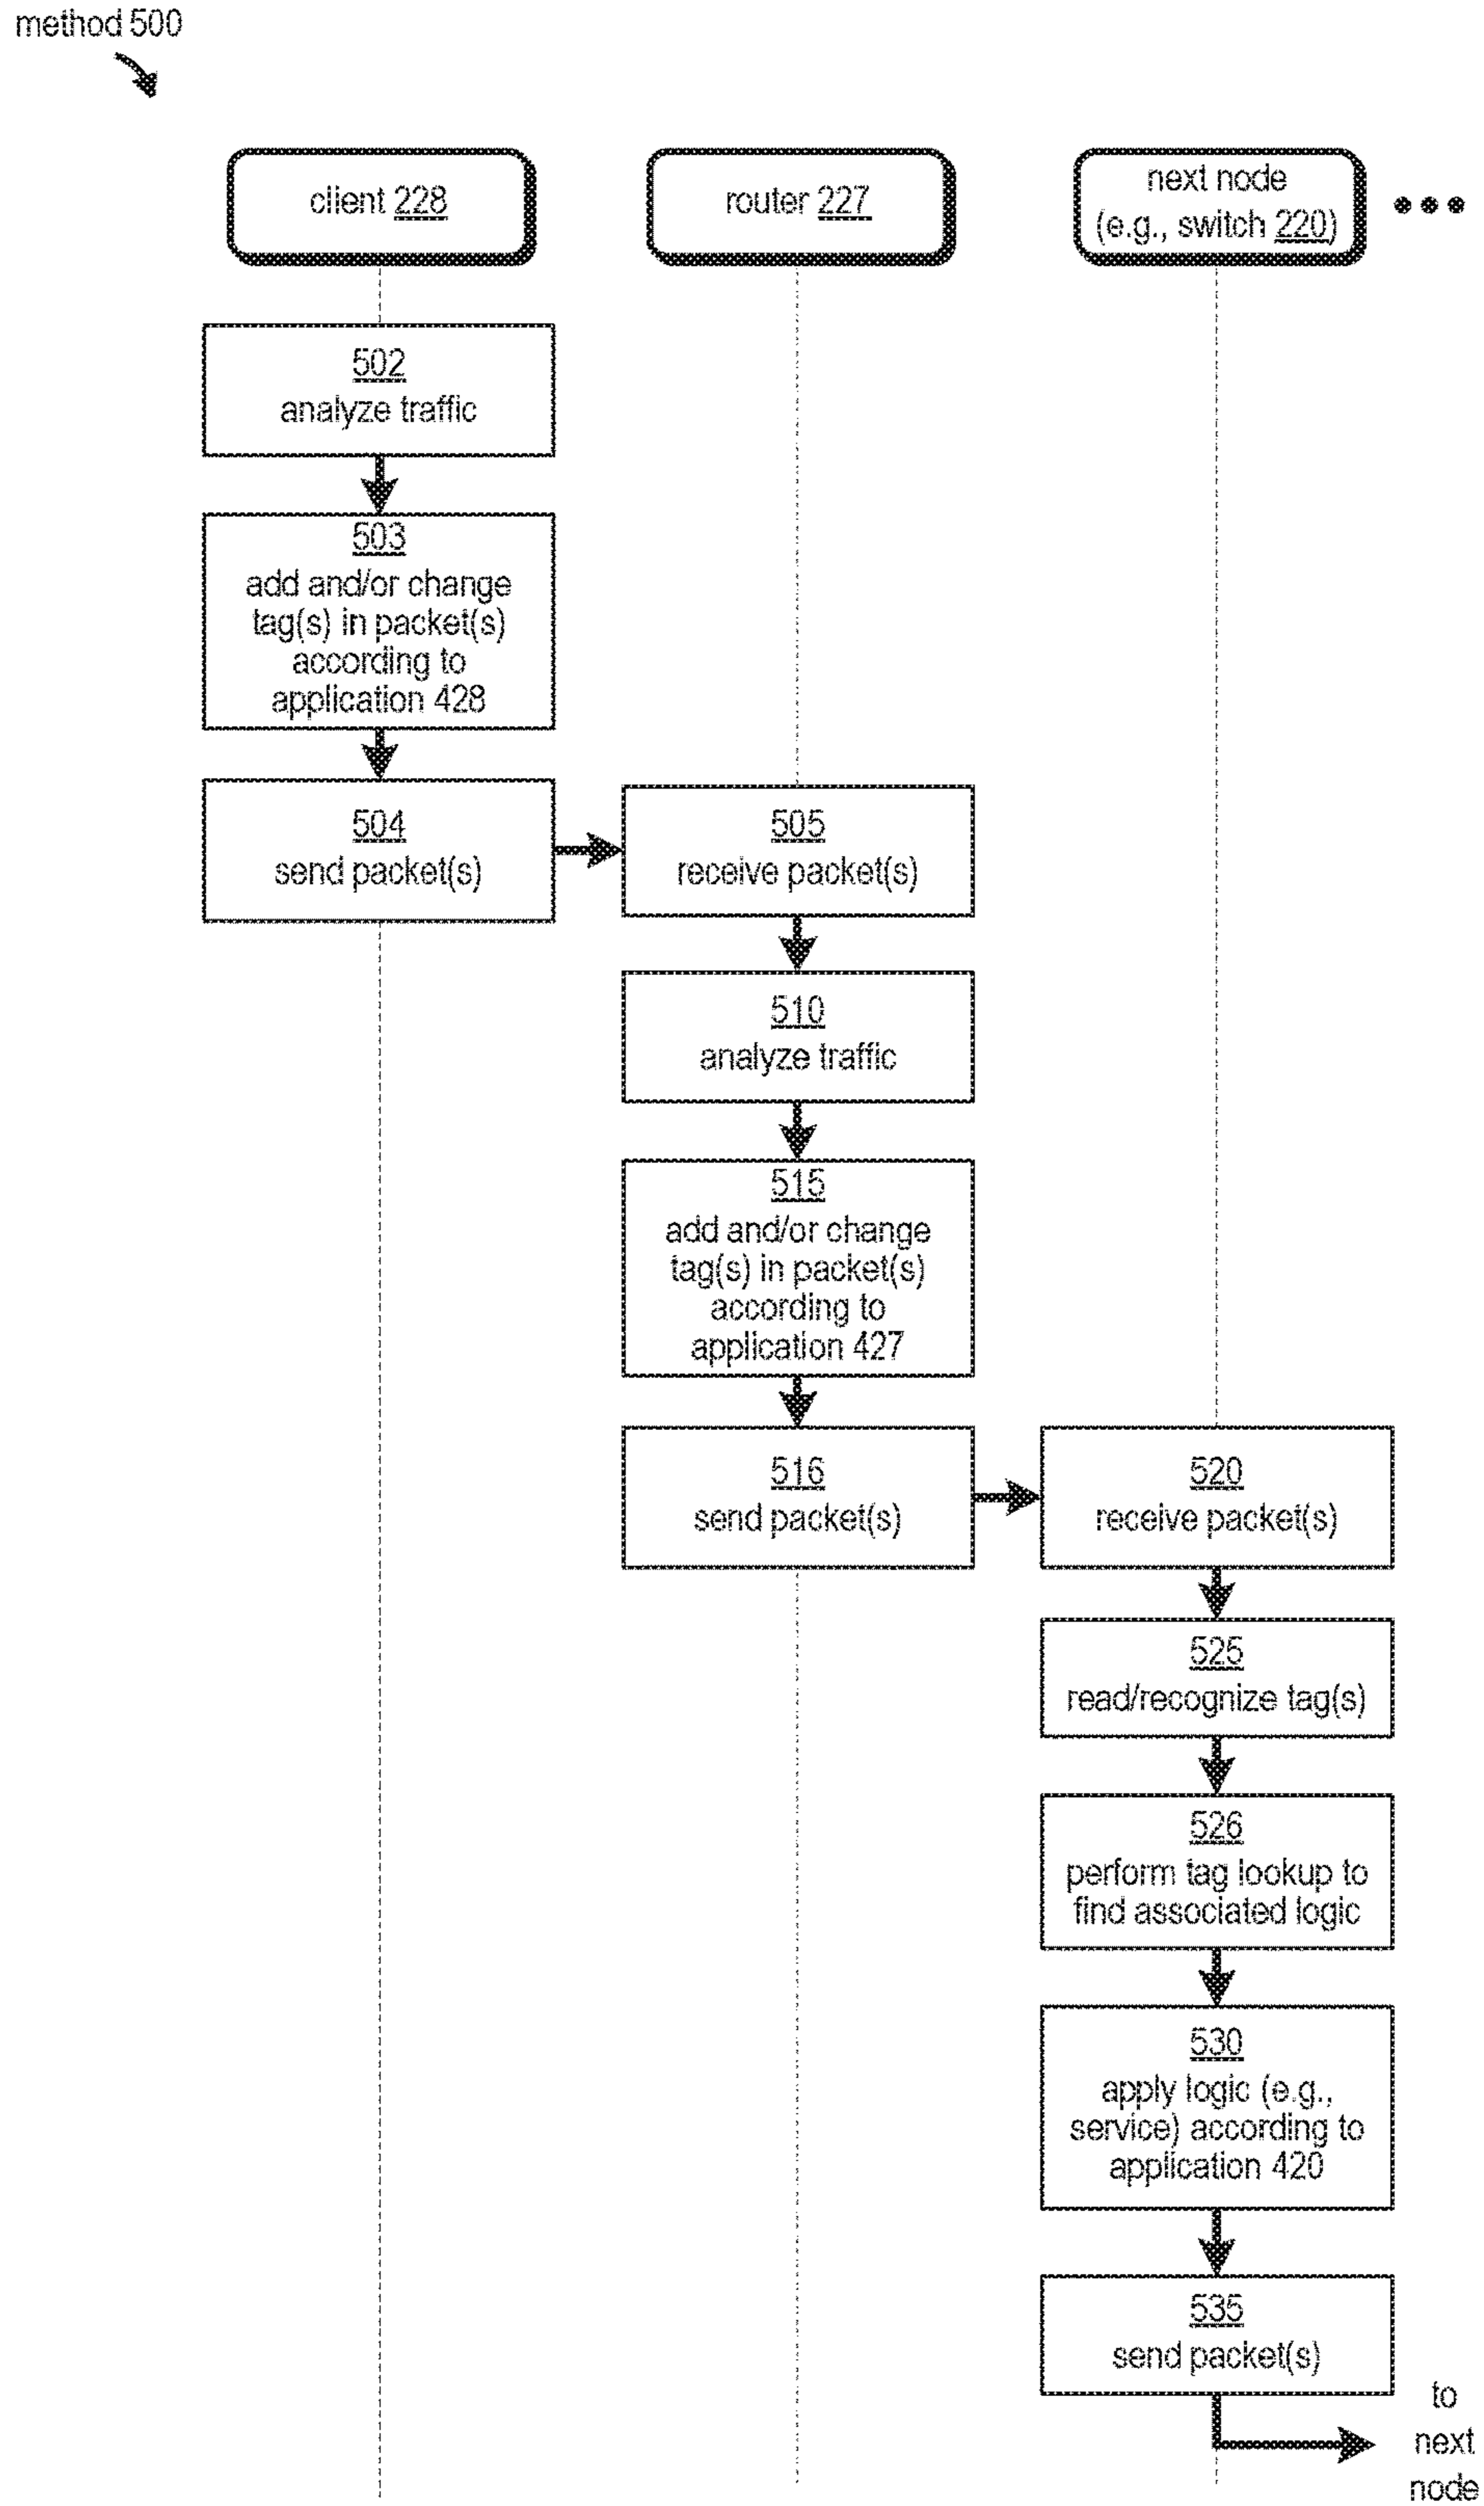 method 500
client 228
router 227
next node
(e.g., switch 220)
502
analyze traffic
503
add and/or change
tag(s) in packet(s)
according to
application 428
504
send packet(s)
505
receive packet(s)
510
analyze traffic
515
add and/or change
tag(s) in packet(s)
according to
application 427
516
send packet(s)
520
receive packet(s)
525
read/recognize tag(s)
526
perform tag lookup to
find associated logic
530
apply logic (e.g.,
service) according to
application 420
535
send packet(s)
to
next
node